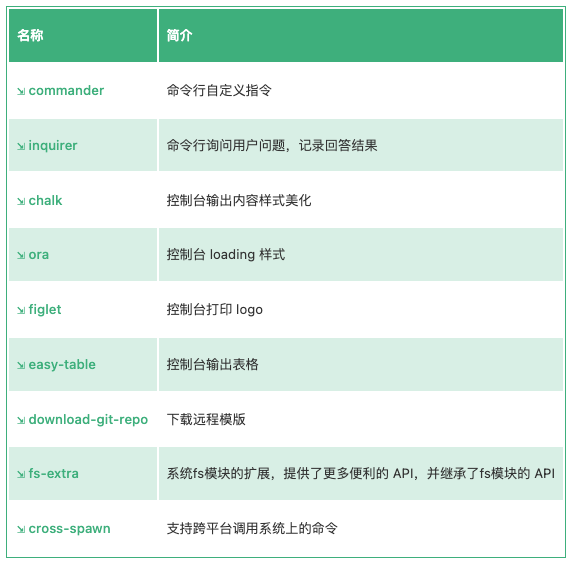 名称 简介
commander 命令行自定义指令
inquirer 命令行询问用户问题，记录回答结果
chalk 控制台输出内容样式美化
ora 控制台 loading 样式
figlet 控制台打印 logo
easy-table 控制台输出表格
download-git-repo 下载远程模版
fs-extra 系统fs模块的扩展，提供了更多便利的 API，并继承了fs模块的 API
cross-spawn 支持跨平台调用系统上的命令